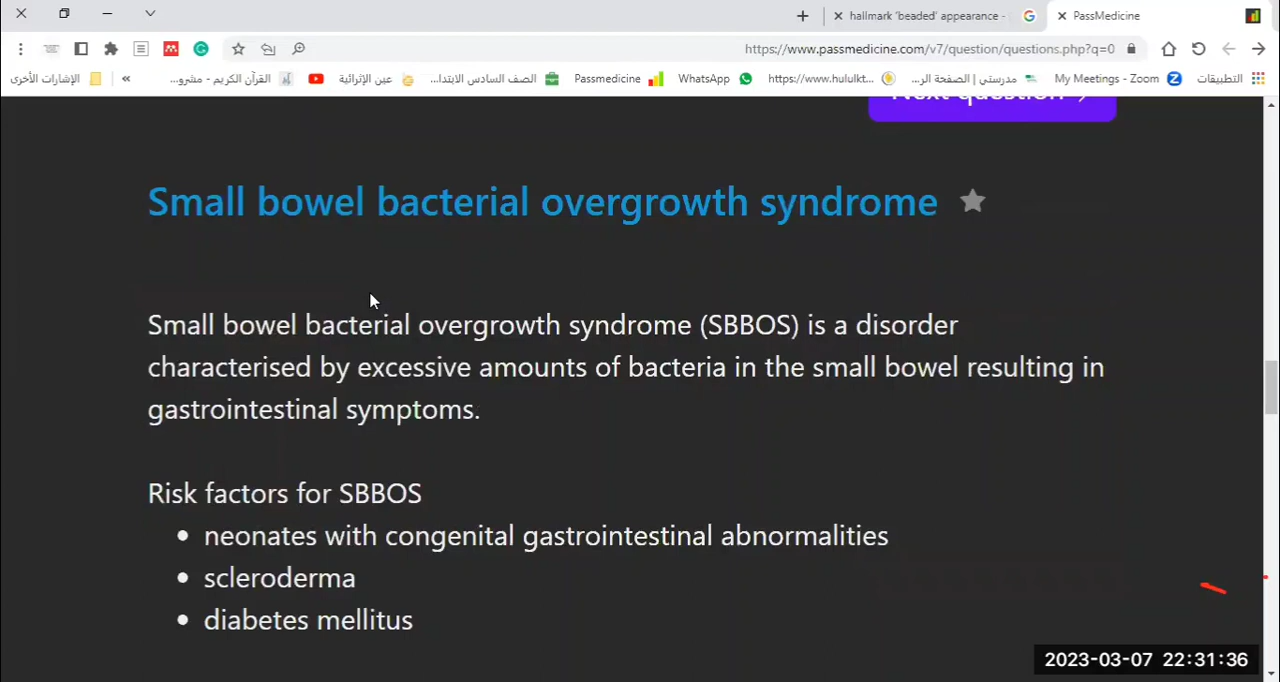 hallmark 'beaded' appearance -
PassMedicine
https://www.passmedicine.com/v7/question/questions.php?q=0
الإشارات الأخرى
القرآن الكريم - مشرو...
عين الإثرائية
الصف السادس الابتدا...
Passmedicine
WhatsApp
https://www.hululkt...
مدرستي | الصفحة الر...
My Meetings - Zoom
التطبيقات
Next question
Small bowel bacterial overgrowth syndrome
Small bowel bacterial overgrowth syndrome (SBBOS) is a disorder
characterised by excessive amounts of bacteria in the small bowel resulting in
gastrointestinal symptoms.
Risk factors for SBBOS
• neonates with congenital gastrointestinal abnormalities
• scleroderma
• diabetes mellitus
2023-03-07 22:31:36